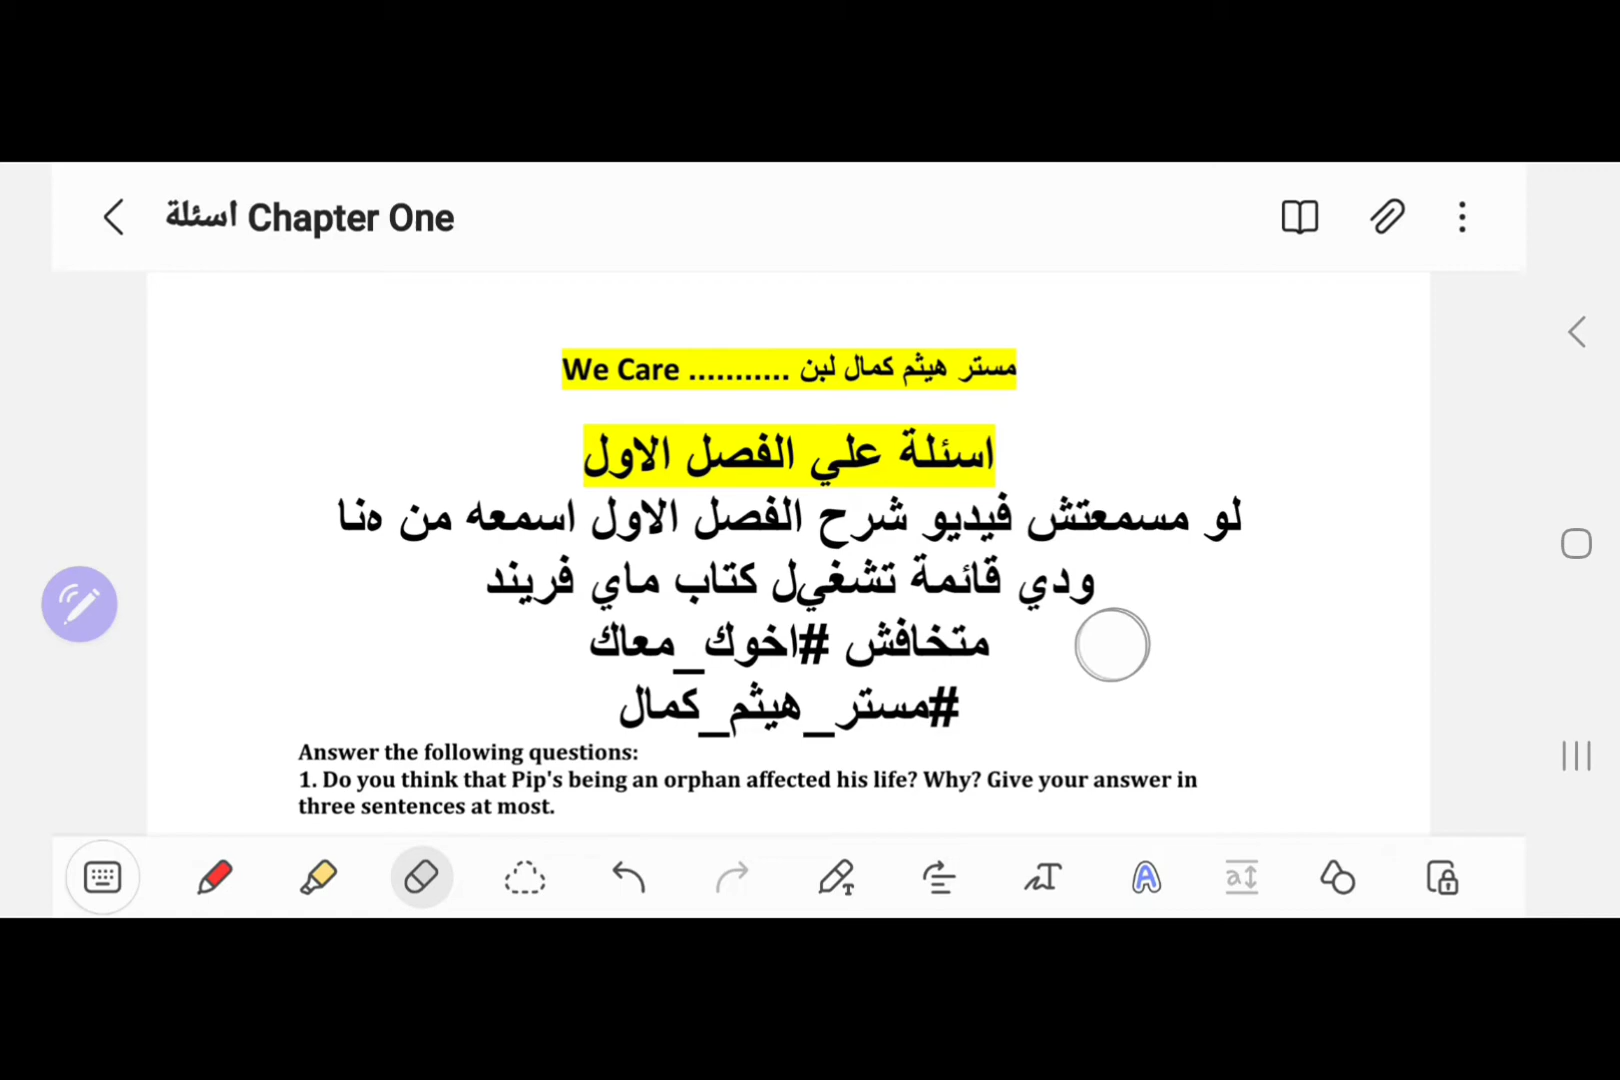 اسئلة Chapter One
We Care ........... مستر هيثم كمال لبن
اسئلة علي الفصل الاول
لو مسمعتش فيديو شرح الفصل الاول اسمعه من هنا
ودي قائمة تشغيل كتاب ماي فريند
متخافش #اخوك_معاك
#مستر_هيثم_كمال
Answer the following questions:
1. Do you think that Pip's being an orphan affected his life? Why? Give your answer in
three sentences at most.